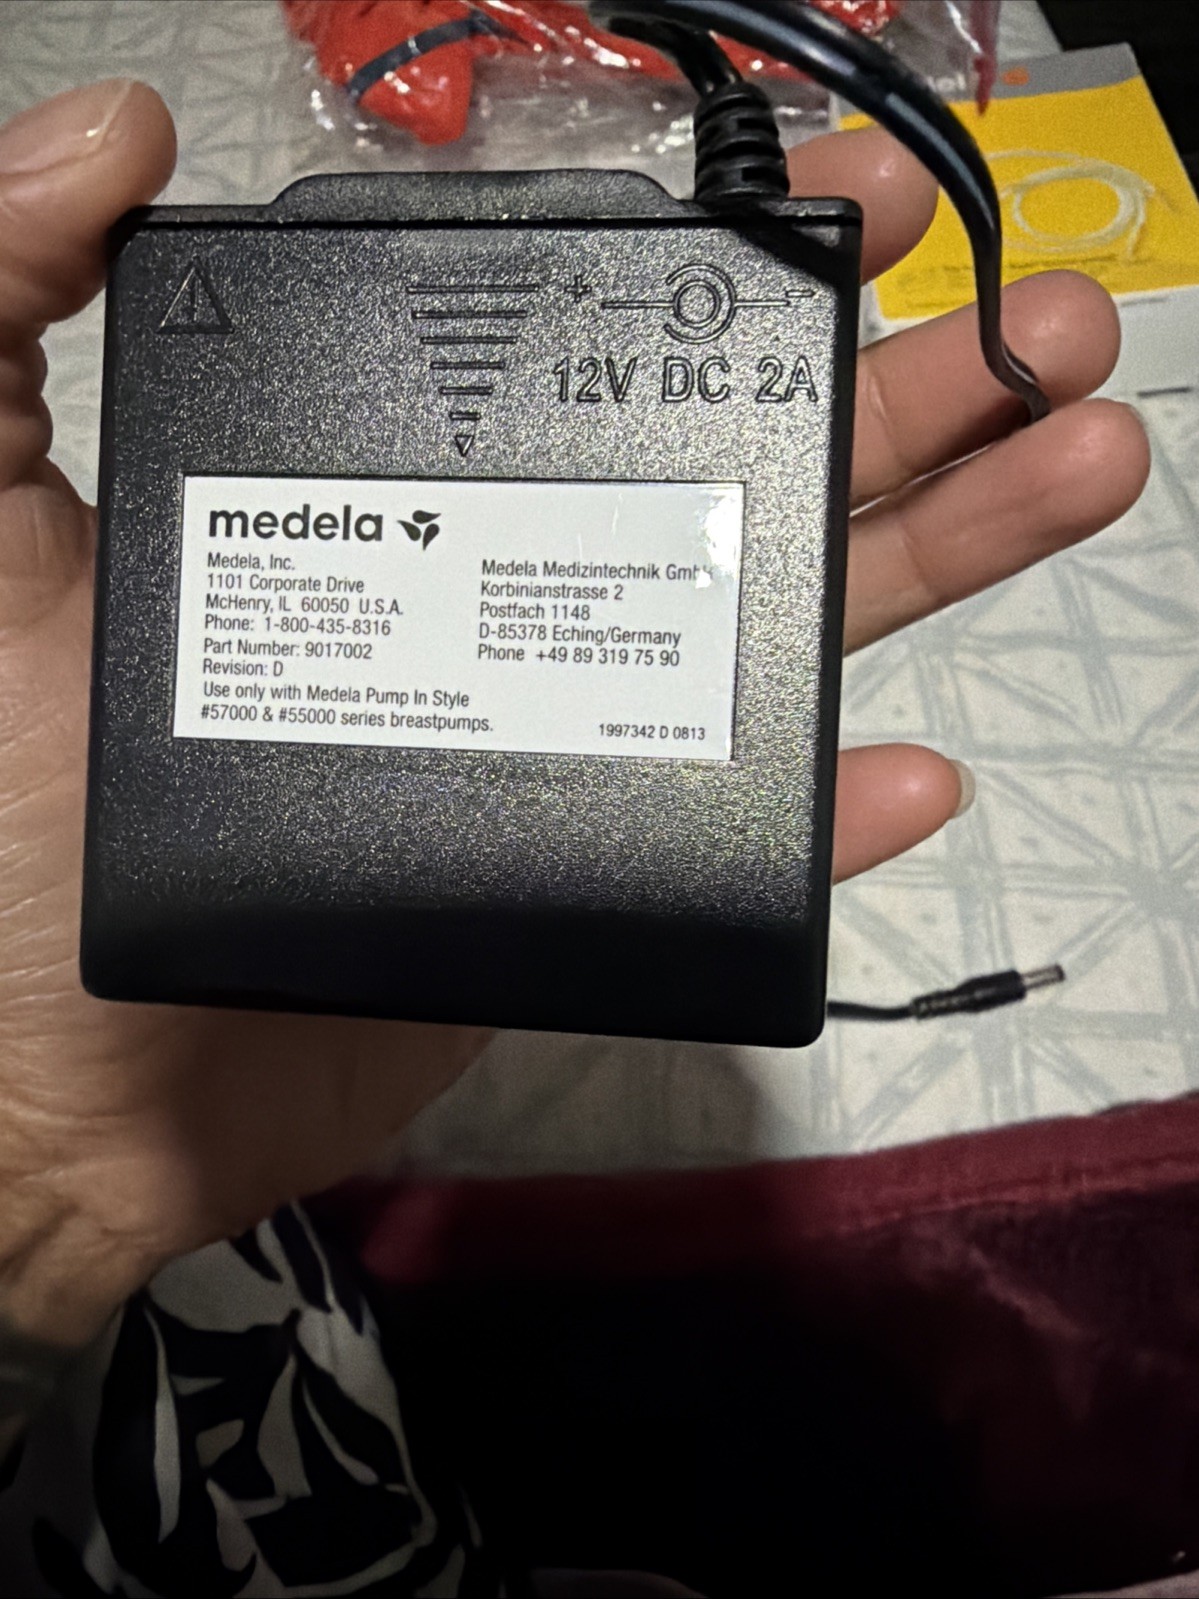 + -
12V DC 2A
medela
Medela, Inc.
1101 Corporate Drive
McHenry, IL 60050 U.S.A.
Phone: 1-800-435-8316
Part Number: 9017002
Revision: D
Use only with Medela Pump In Style
#57000 & #55000 series breastpumps.
Medela Medizintechnik
Korbinianstrasse 2
Postfach 1148
D-85378 Eching/Germany
Phone +49 89 319 75 90
1997342 D 0813